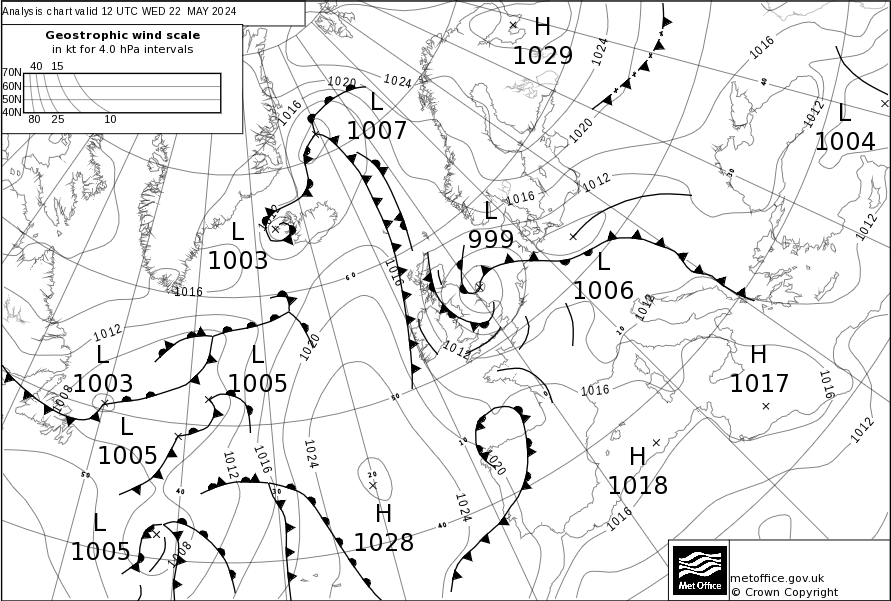 Analysis chart valid 12 UTC WED 22 MAY 2024
Geostrophic wind scale
in kt for 4.0 hPa intervals
40 15
70N
60N
50N
40N
80 25 10
H
1029
1024
1016
40
1020
1024
1016
L
1007
1012
L
1004
1020
30
1012
1016
1012
L
999
L
1003
1012
1016
60
1016
L
1006
1012
1012
10
1020
1012
L
1003
L
1005
H
1017
1016
1016
1008
50
0
L
1005
1012
1016
1024
10
1020
H
1018
1012
50
40
30
20
1024
1016
L
1005
1008
H
1028
40
Met Office
metoffice.gov.uk
© Crown Copyright